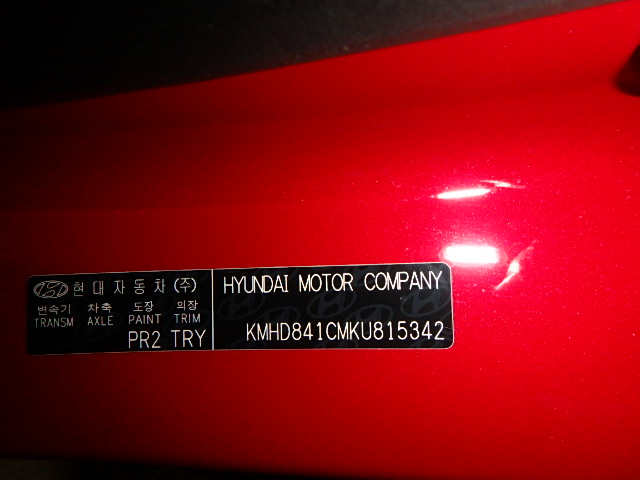 현대자동차(주)
변속기 차축 도장 의장
TRANSM AXLE PAINT TRIM
PR2 TRY
HYUNDAI MOTOR COMPANY
KMHD841CMKU815342